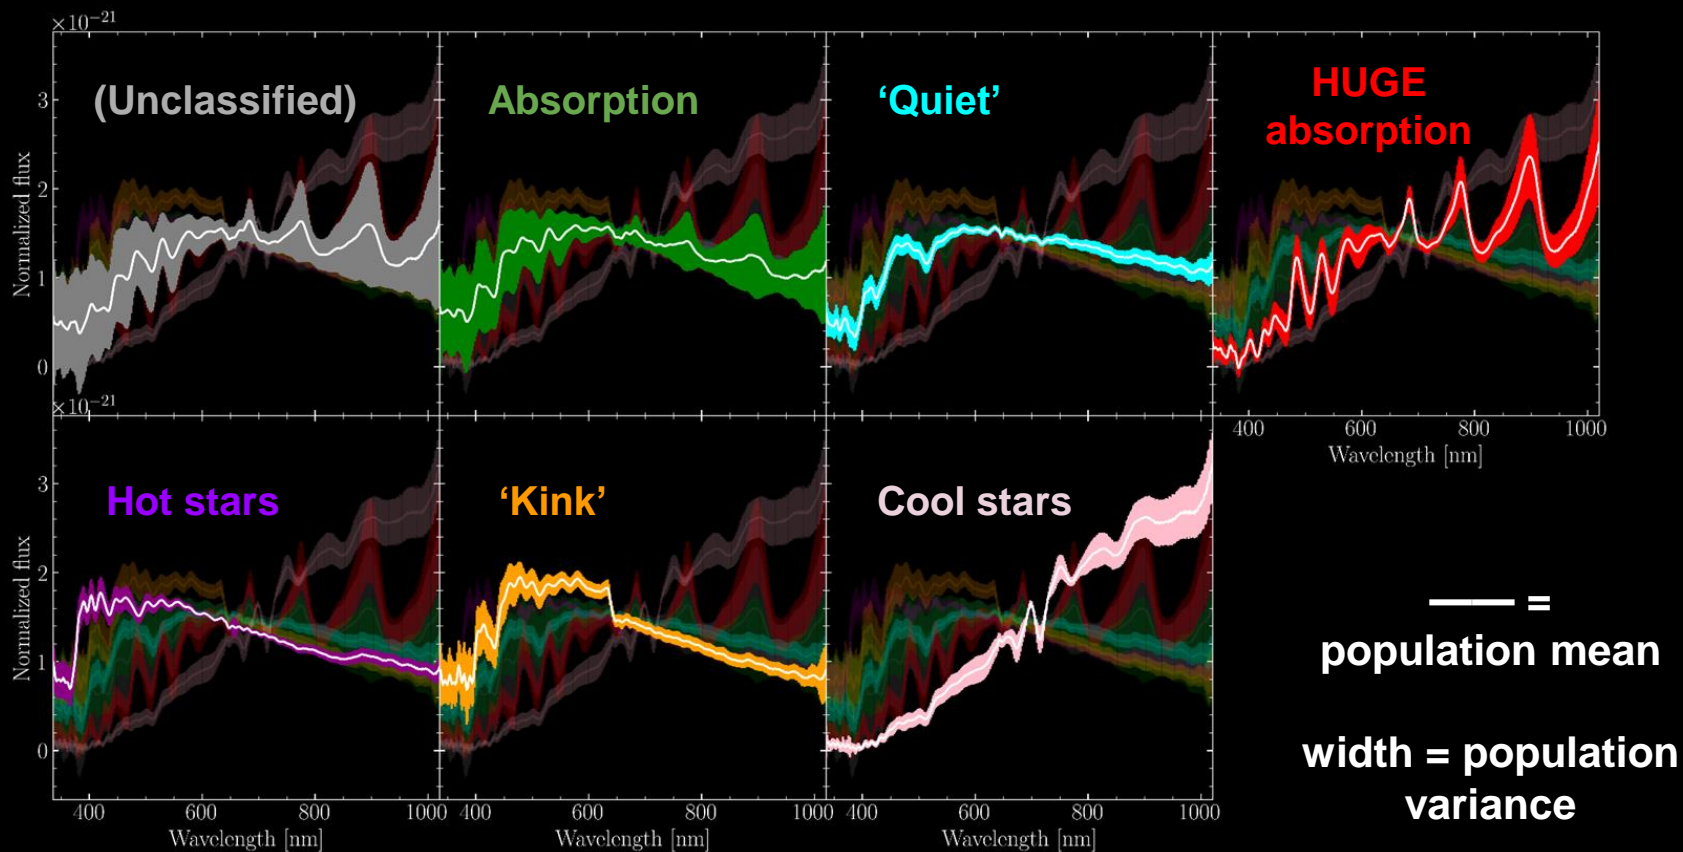 ×10⁻²¹
(Unclassified)
Absorption
‘Quiet’
HUGE
absorption
3
2
1
0
Normalized flux
400
600
800
1000
Wavelength [nm]
×10⁻²¹
×10⁻²¹
Hot stars
‘Kink’
Cool stars
3
2
1
0
Normalized flux
400
600
800
1000
Wavelength [nm]
400
600
800
1000
Wavelength [nm]
400
600
800
1000
Wavelength [nm]
=
population mean
width = population
variance